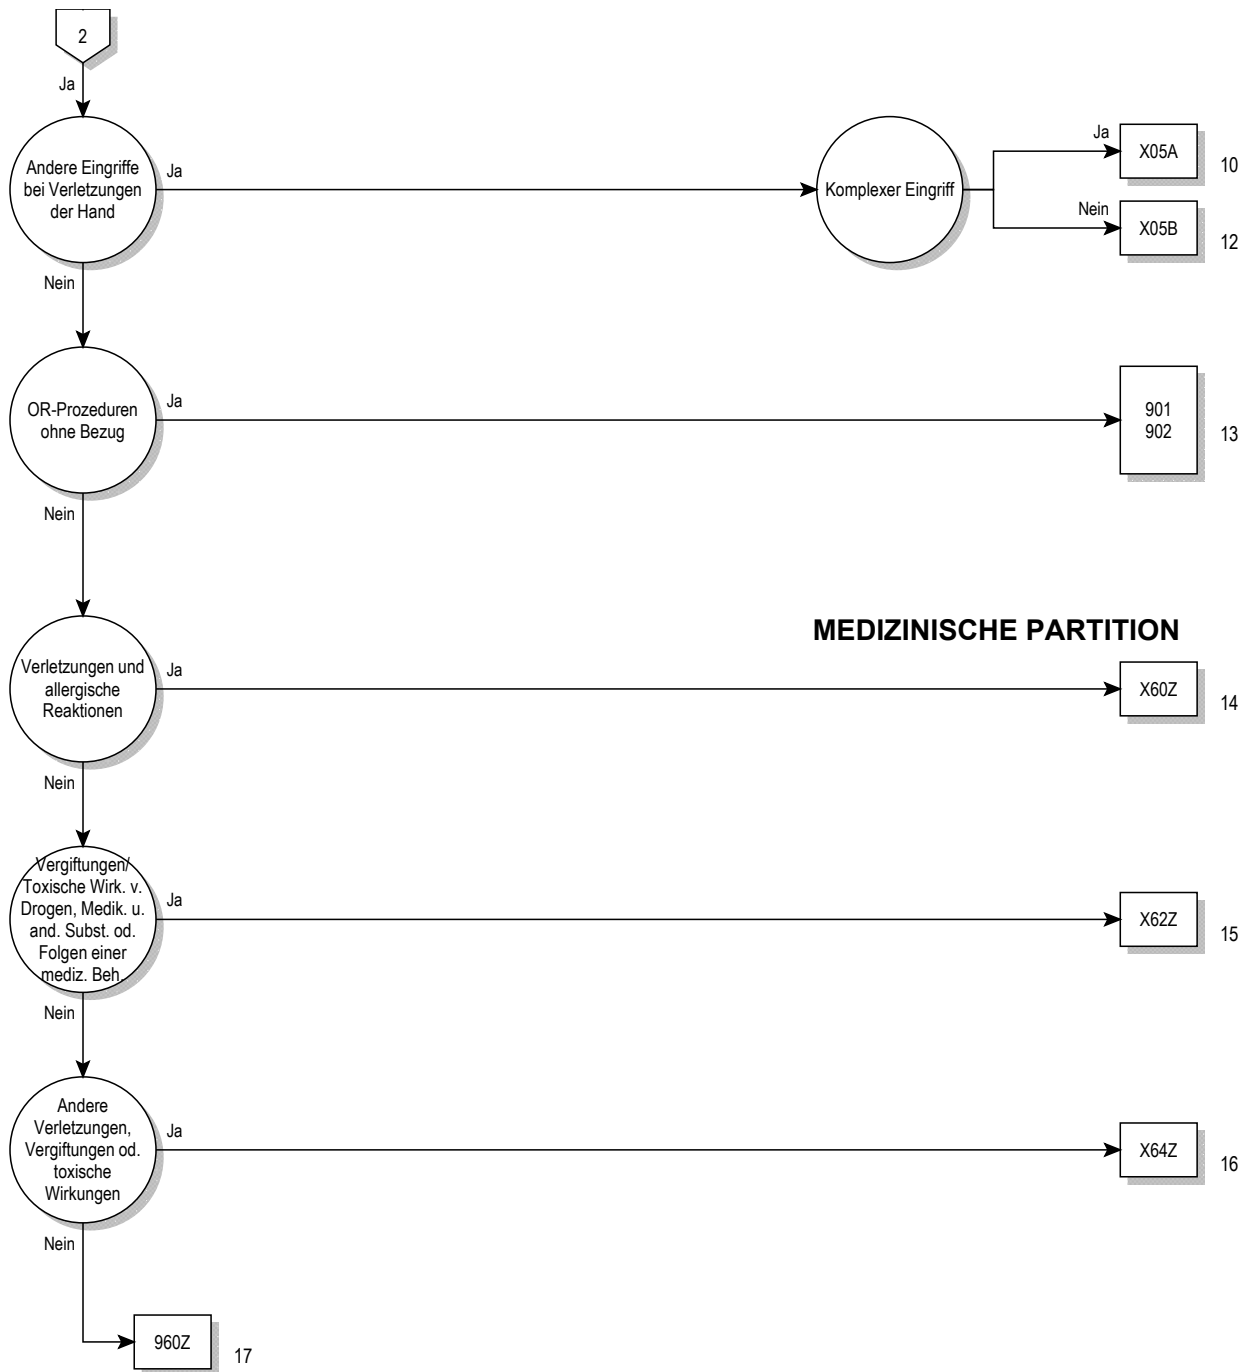 2
Ja
Andere Eingriffe
bei Verletzungen
der Hand
Ja
Komplexer Eingriff
Ja
X05A
10
Nein
X05B
12
Nein
OR-Prozeduren
ohne Bezug
Ja
901
902
13
Nein
MEDIZINISCHE PARTITION
Verletzungen und
allergische
Reaktionen
Ja
X60Z
14
Nein
Vergiftungen/
Toxische Wirk. v.
Drogen, Medik. u.
and. Subst. od.
Folgen einer
mediz. Beh.
Ja
X62Z
15
Nein
Andere
Verletzungen,
Vergiftungen od.
toxische
Wirkungen
Ja
X64Z
16
Nein
960Z
17